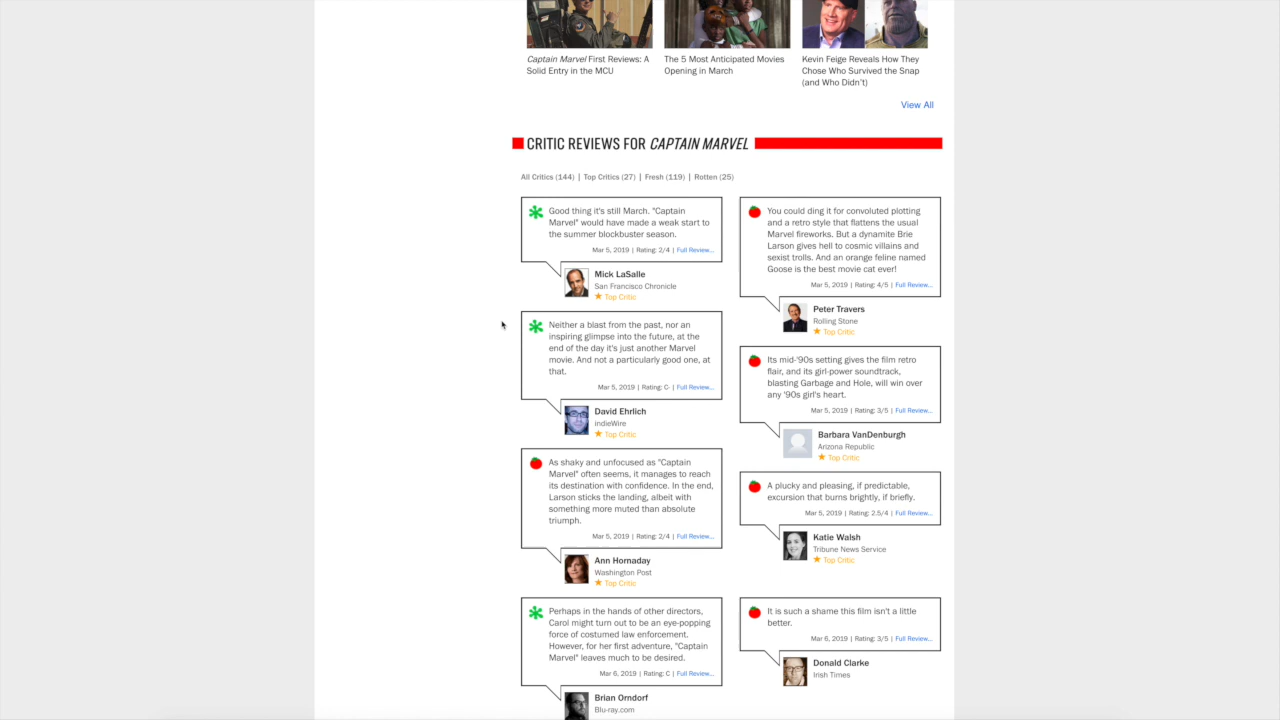 Captain Marvel First Reviews: A
Solid Entry in the MCU
The 5 Most Anticipated Movies
Opening in March
Kevin Feige Reveals How They
Chose Who Survived the Snap
(and Who Didn't)
View All
CRITIC REVIEWS FOR CAPTAIN MARVEL
All Critics (144) | Top Critics (27) | Fresh (119) | Rotten (25)
Good thing it's still March. "Captain
Marvel" would have made a weak start to
the summer blockbuster season.
Mar 5, 2019 | Rating: 2/4 | Full Review...
Mick LaSalle
San Francisco Chronicle
★ Top Critic
Neither a blast from the past, nor an
inspiring glimpse into the future, at the
end of the day it's just another Marvel
movie. And not a particularly good one, at
that.
Mar 5, 2019 | Rating: C- | Full Review...
David Ehrlich
indieWire
★ Top Critic
As shaky and unfocused as "Captain
Marvel" often seems, it manages to reach
its destination with confidence. In the end,
Larson sticks the landing, albeit with
something more muted than absolute
triumph.
Mar 5, 2019 | Rating: 2/4 | Full Review...
Ann Hornaday
Washington Post
★ Top Critic
Perhaps in the hands of other directors,
Carol might turn out to be an eye-popping
force of costumed law enforcement.
However, for her first adventure, "Captain
Marvel" leaves much to be desired.
Mar 6, 2019 | Rating: C | Full Review...
Brian Orndorf
Blu-ray.com
You could ding it for convoluted plotting
and a retro style that flattens the usual
Marvel fireworks. But a dynamite Brie
Larson gives hell to cosmic villains and
sexist trolls. And an orange feline named
Goose is the best movie cat ever!
Mar 5, 2019 | Rating: 4/5 | Full Review...
Peter Travers
Rolling Stone
★ Top Critic
Its mid-'90s setting gives the film retro
flair, and its girl-power soundtrack,
blasting Garbage and Hole, will win over
any '90s girl's heart.
Mar 5, 2019 | Rating: 3/5 | Full Review...
Barbara VanDenburgh
Arizona Republic
★ Top Critic
A plucky and pleasing, if predictable,
excursion that burns brightly, if briefly.
Mar 5, 2019 | Rating: 2.5/4 | Full Review...
Katie Walsh
Tribune News Service
★ Top Critic
It is such a shame this film isn't a little
better.
Mar 6, 2019 | Rating: 3/5 | Full Review...
Donald Clarke
Irish Times